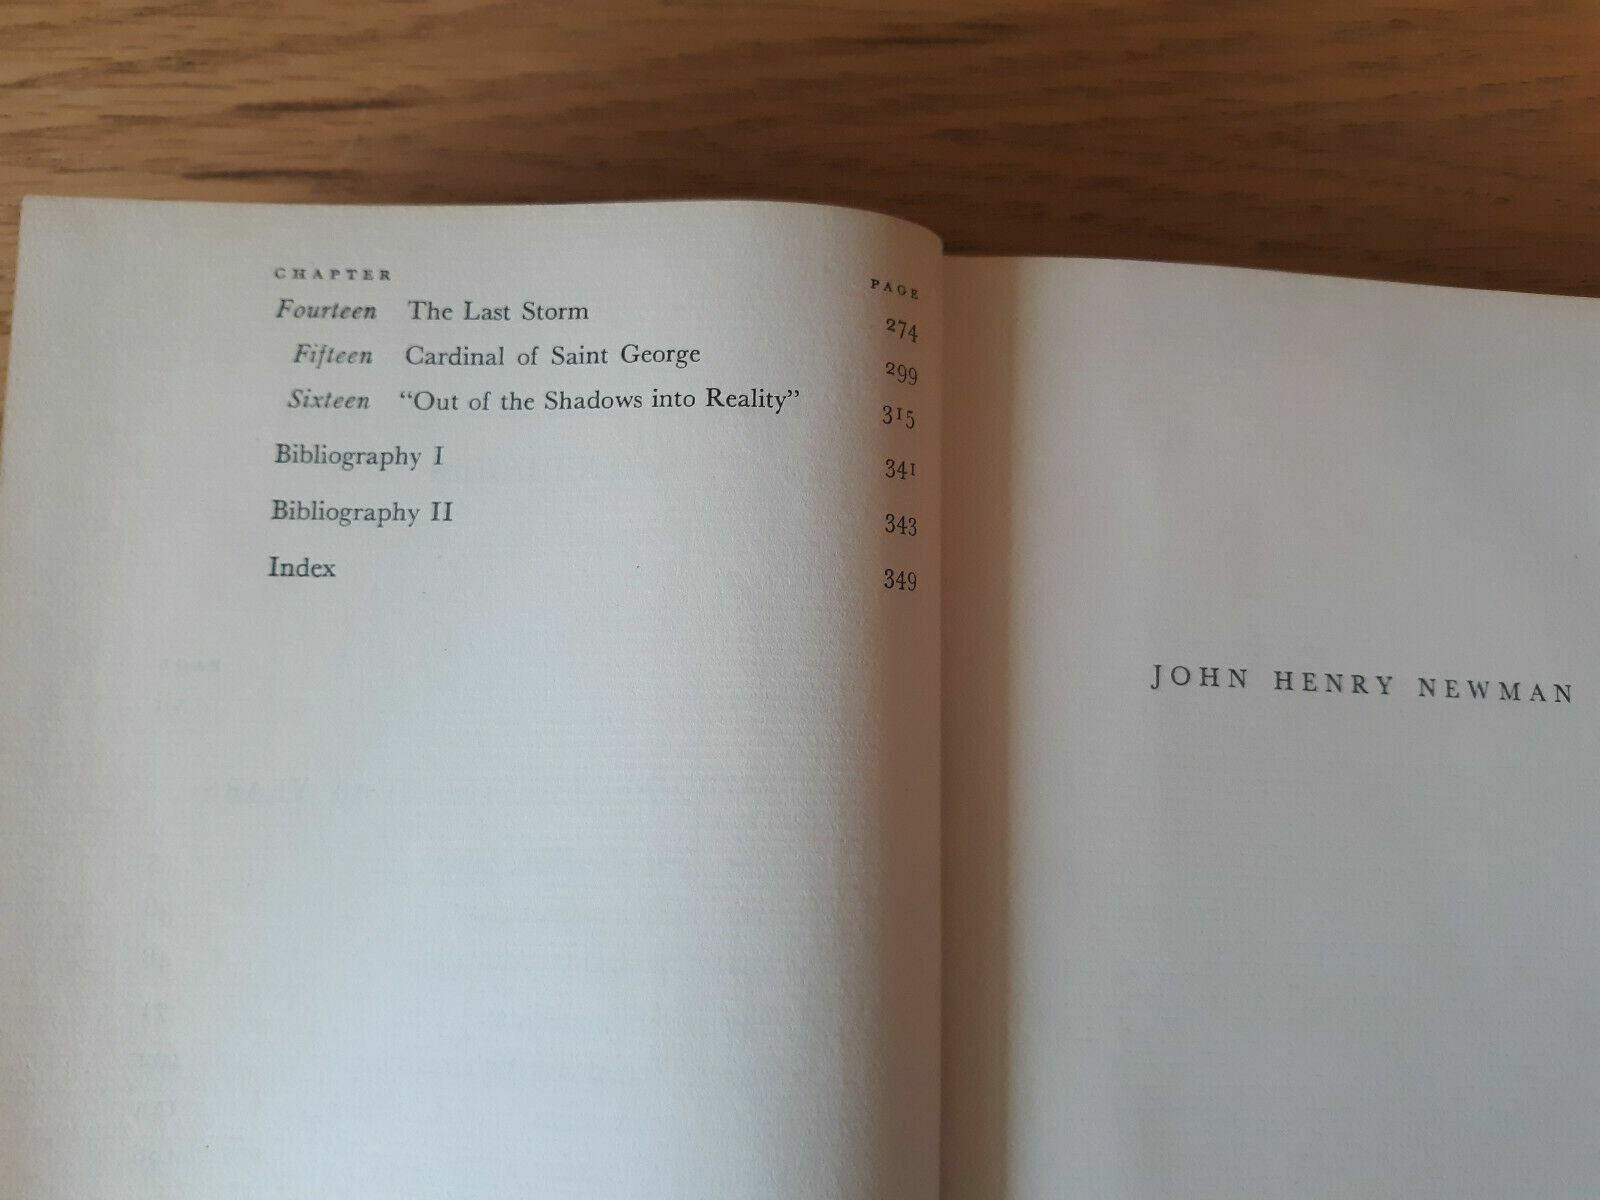 CHAPTER PAGE
Fourteen The Last Storm 274
Fifteen Cardinal of Saint George 299
Sixteen “Out of the Shadows into Reality” 315
Bibliography I 341
Bibliography II 343
Index 349
JOHN HENRY NEWMAN